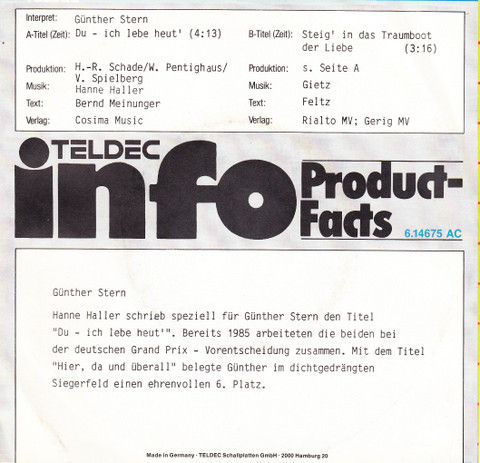 Interpret: Günther Stern
A-Titel (Zeit): Du - ich lebe heut' (4:13)
B-Titel (Zeit): Steig' in das Traumboot
der Liebe (3:16)
Produktion: H.-R. Schade/W. Pentighaus/
V. Spielberg
Produktion: s. Seite A
Musik: Hanne Haller
Musik: Gietz
Text: Bernd Meinunger
Text: Feltz
Verlag: Cosima Music
Verlag: Rialto MV; Gerig MV
TELDEC
info
Product-
Facts
6.14675 AC
Günther Stern
Hanne Haller schrieb speziell für Günther Stern den Titel
"Du - ich lebe heut'". Bereits 1985 arbeiteten die beiden bei
der deutschen Grand Prix - Vorentscheidung zusammen. Mit dem Titel
"Hier, da und überall" belegte Günther im dichtgedrängten
Siegerfeld einen ehrenvollen 6. Platz.
Made in Germany · TELDEC Schallplatten GmbH · 2000 Hamburg 20